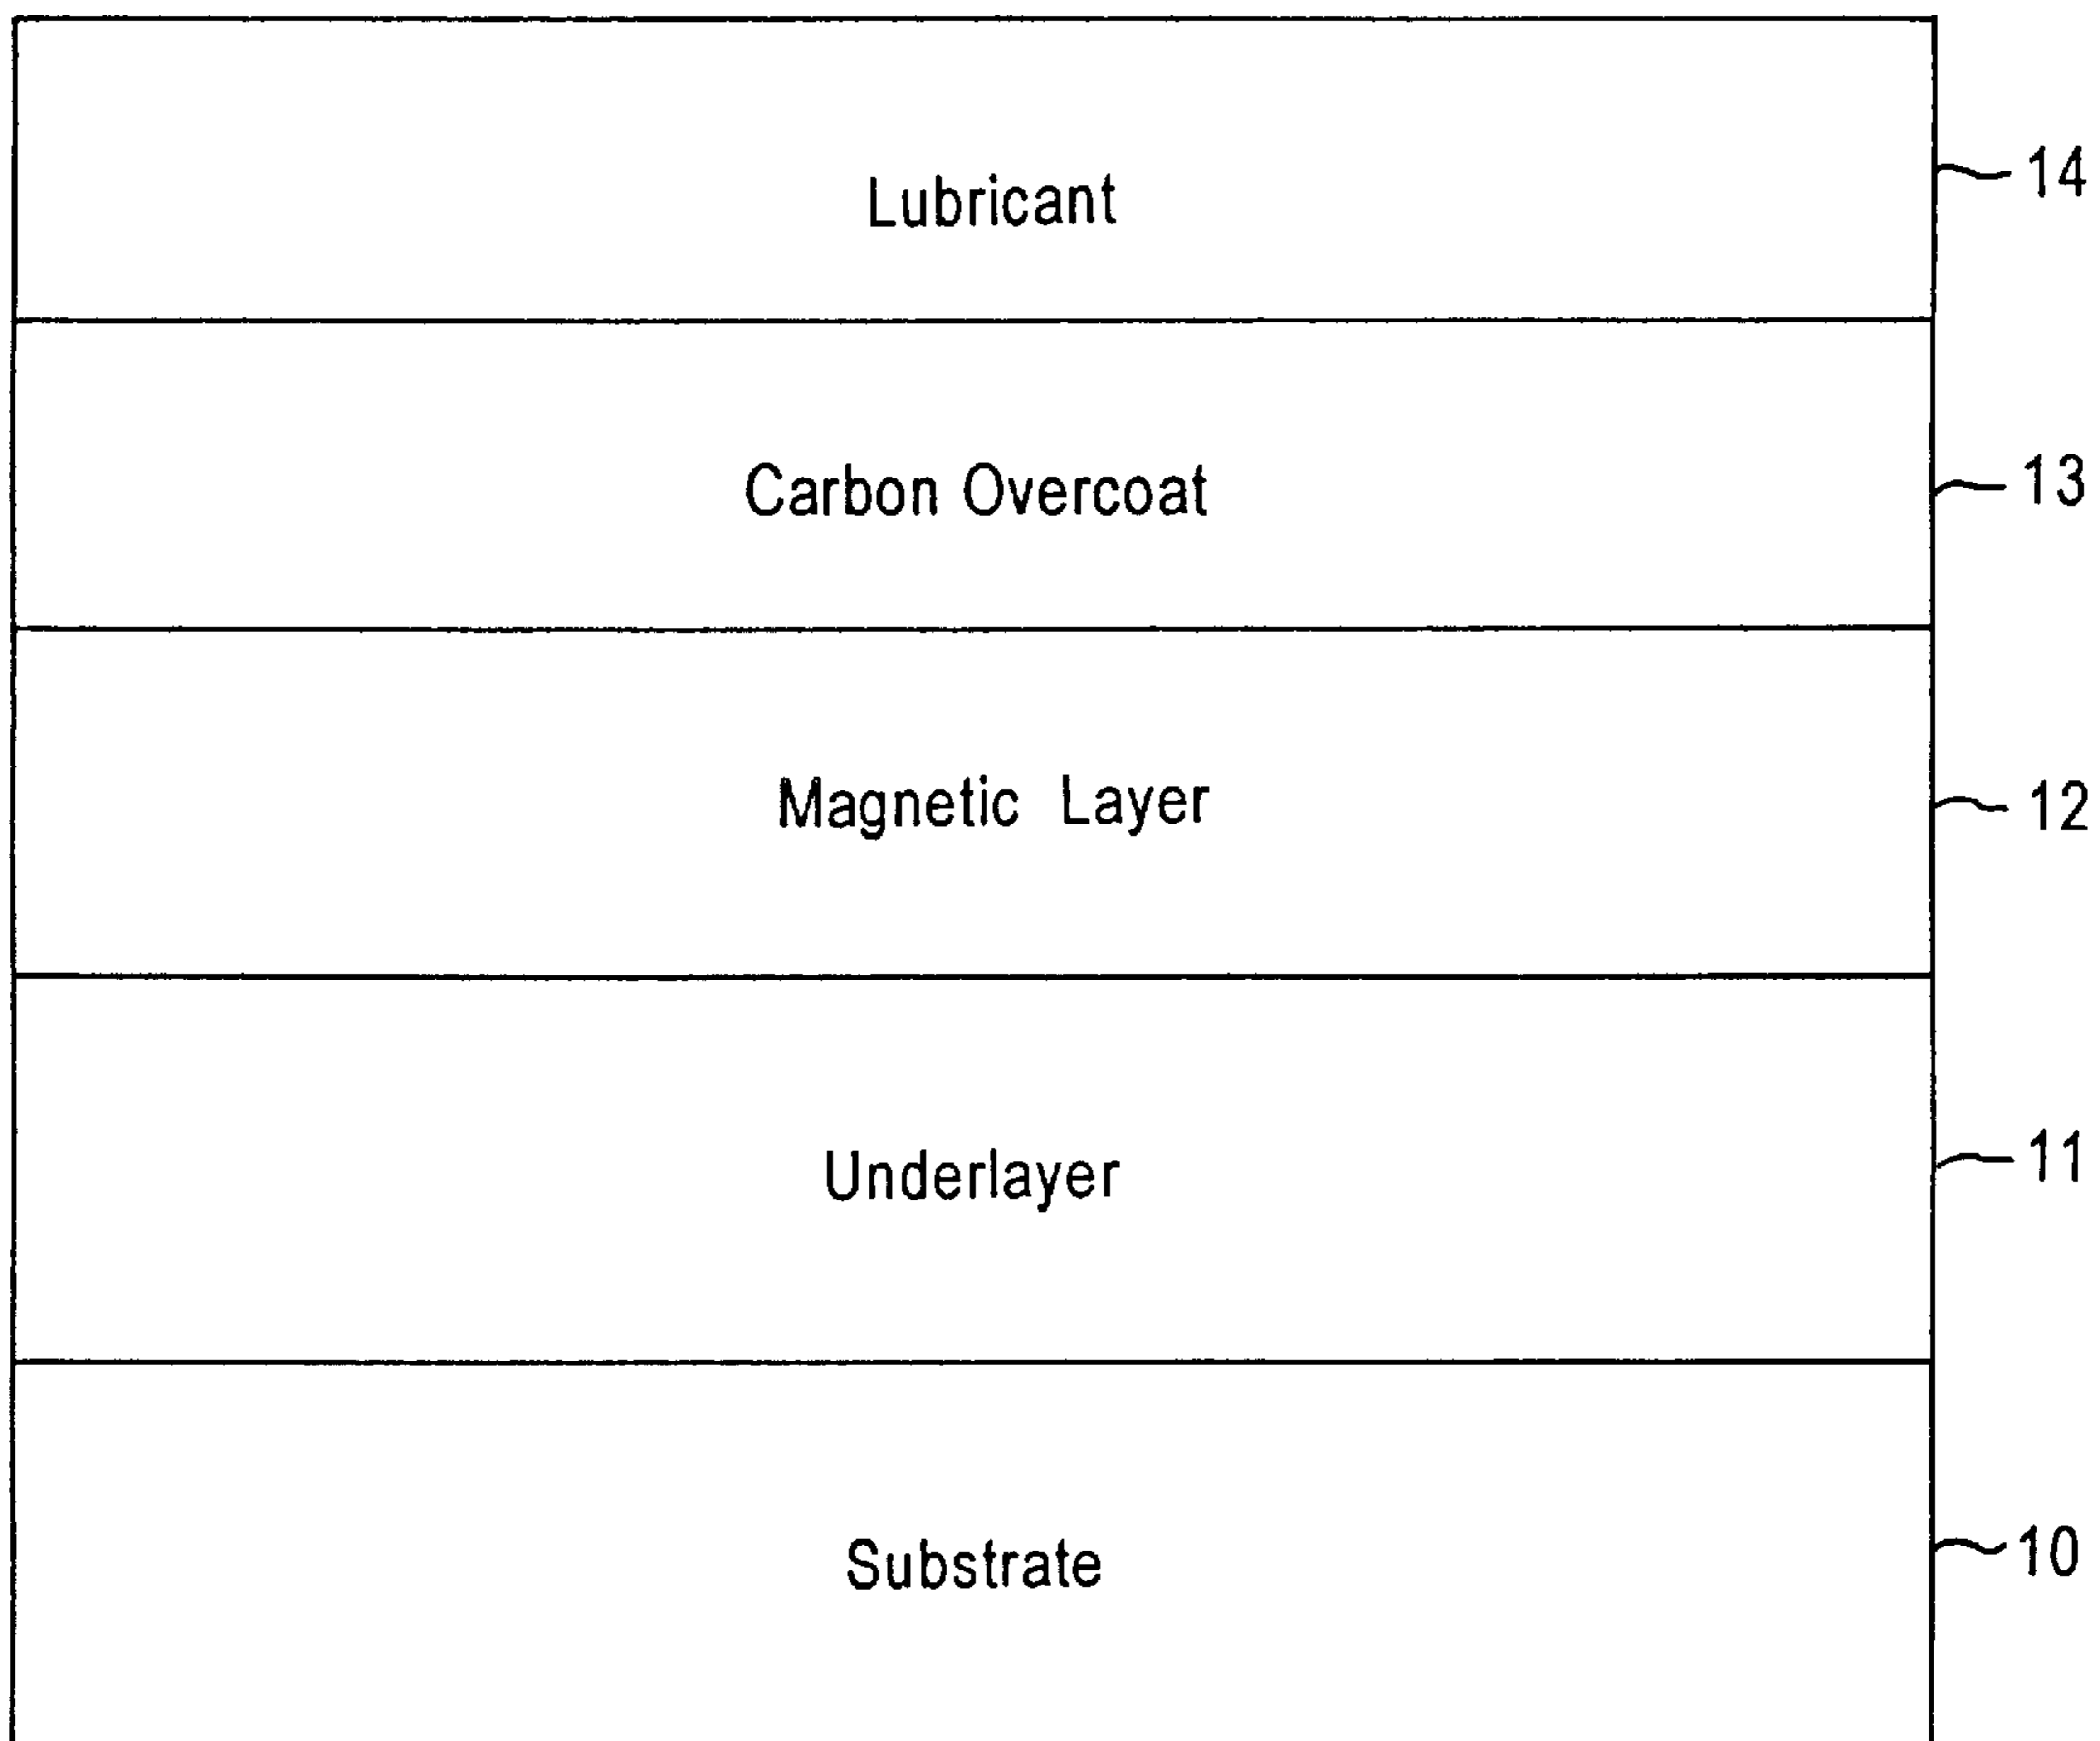 Lubricant 14
Carbon Overcoat 13
Magnetic Layer 12
Underlayer 11
Substrate 10